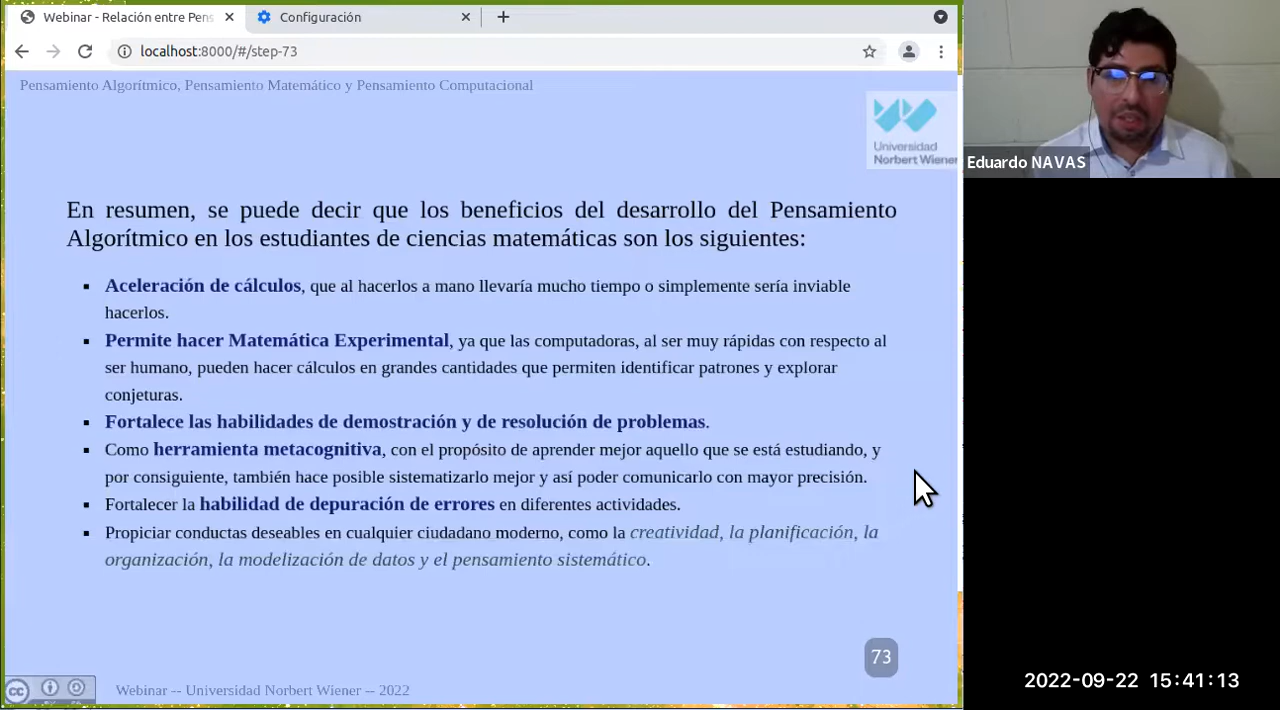 Webinar - Relación entre Pens
Configuración
localhost:8000/#/step-73
Pensamiento Algorítmico, Pensamiento Matemático y Pensamiento Computacional
Universidad
Norbert Wiener
Eduardo NAVAS
En resumen, se puede decir que los beneficios del desarrollo del Pensamiento
Algorítmico en los estudiantes de ciencias matemáticas son los siguientes:
▪ Aceleración de cálculos, que al hacerlos a mano llevaría mucho tiempo o simplemente sería inviable
hacerlos.
▪ Permite hacer Matemática Experimental, ya que las computadoras, al ser muy rápidas con respecto al
ser humano, pueden hacer cálculos en grandes cantidades que permiten identificar patrones y explorar
conjeturas.
▪ Fortalece las habilidades de demostración y de resolución de problemas.
▪ Como herramienta metacognitiva, con el propósito de aprender mejor aquello que se está estudiando, y
por consiguiente, también hace posible sistematizarlo mejor y así poder comunicarlo con mayor precisión.
▪ Fortalecer la habilidad de depuración de errores en diferentes actividades.
▪ Propiciar conductas deseables en cualquier ciudadano moderno, como la creatividad, la planificación, la
organización, la modelización de datos y el pensamiento sistemático.
73
cc
Webinar -- Universidad Norbert Wiener -- 2022
2022-09-22 15:41:13